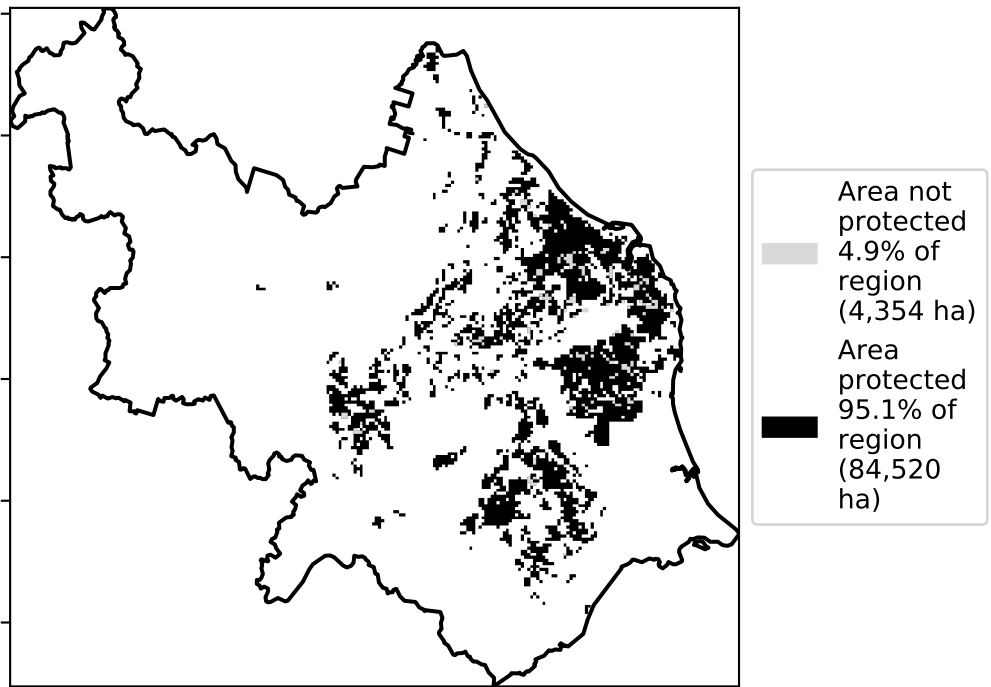 Area not
protected
4.9% of
region
(4,354 ha)
Area
protected
95.1% of
region
(84,520
ha)